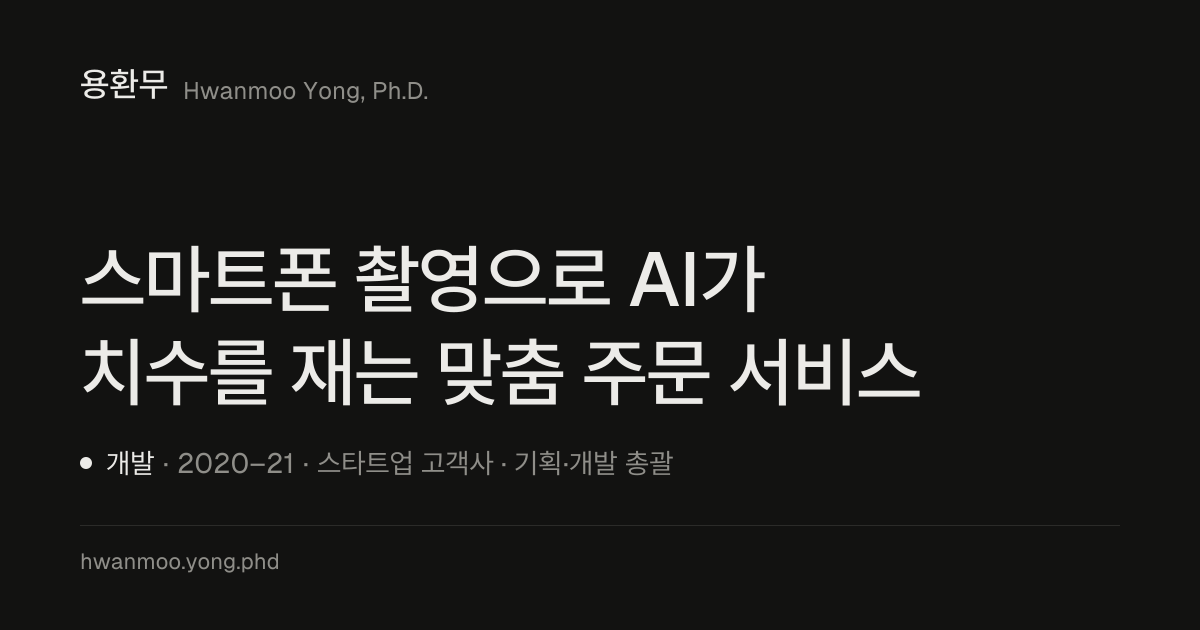 용환무 Hwanmoo Yong, Ph.D.
스마트폰 촬영으로 AI가
치수를 재는 맞춤 주문 서비스
개발 · 2020–21 · 스타트업 고객사 · 기획·개발 총괄
hwanmoo.yong.phd